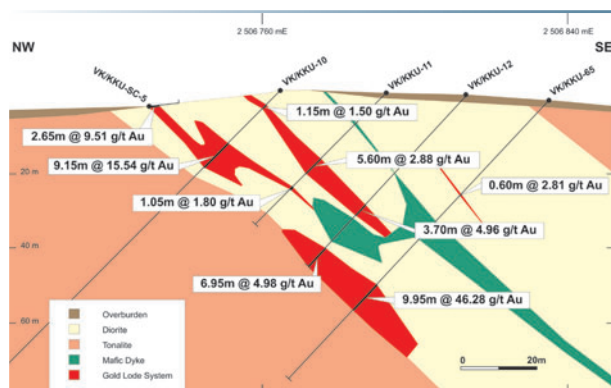 2 506 760 mE
2 506 840 mE
NW
SE
VK/KKU-SC-5
VK/KKU-10
VK/KKU-11
VK/KKU-12
VK/KKU-65
2.65m @ 9.51 g/t Au
1.15m @ 1.50 g/t Au
9.15m @ 15.54 g/t Au
5.60m @ 2.88 g/t Au
20 m
0.60m @ 2.81 g/t Au
1.05m @ 1.80 g/t Au
3.70m @ 4.96 g/t Au
40 m
6.95m @ 4.98 g/t Au
9.95m @ 46.28 g/t Au
Overburden
Diorite
60 m
Tonalite
Mafic Dyke
Gold Lode System
0
20m